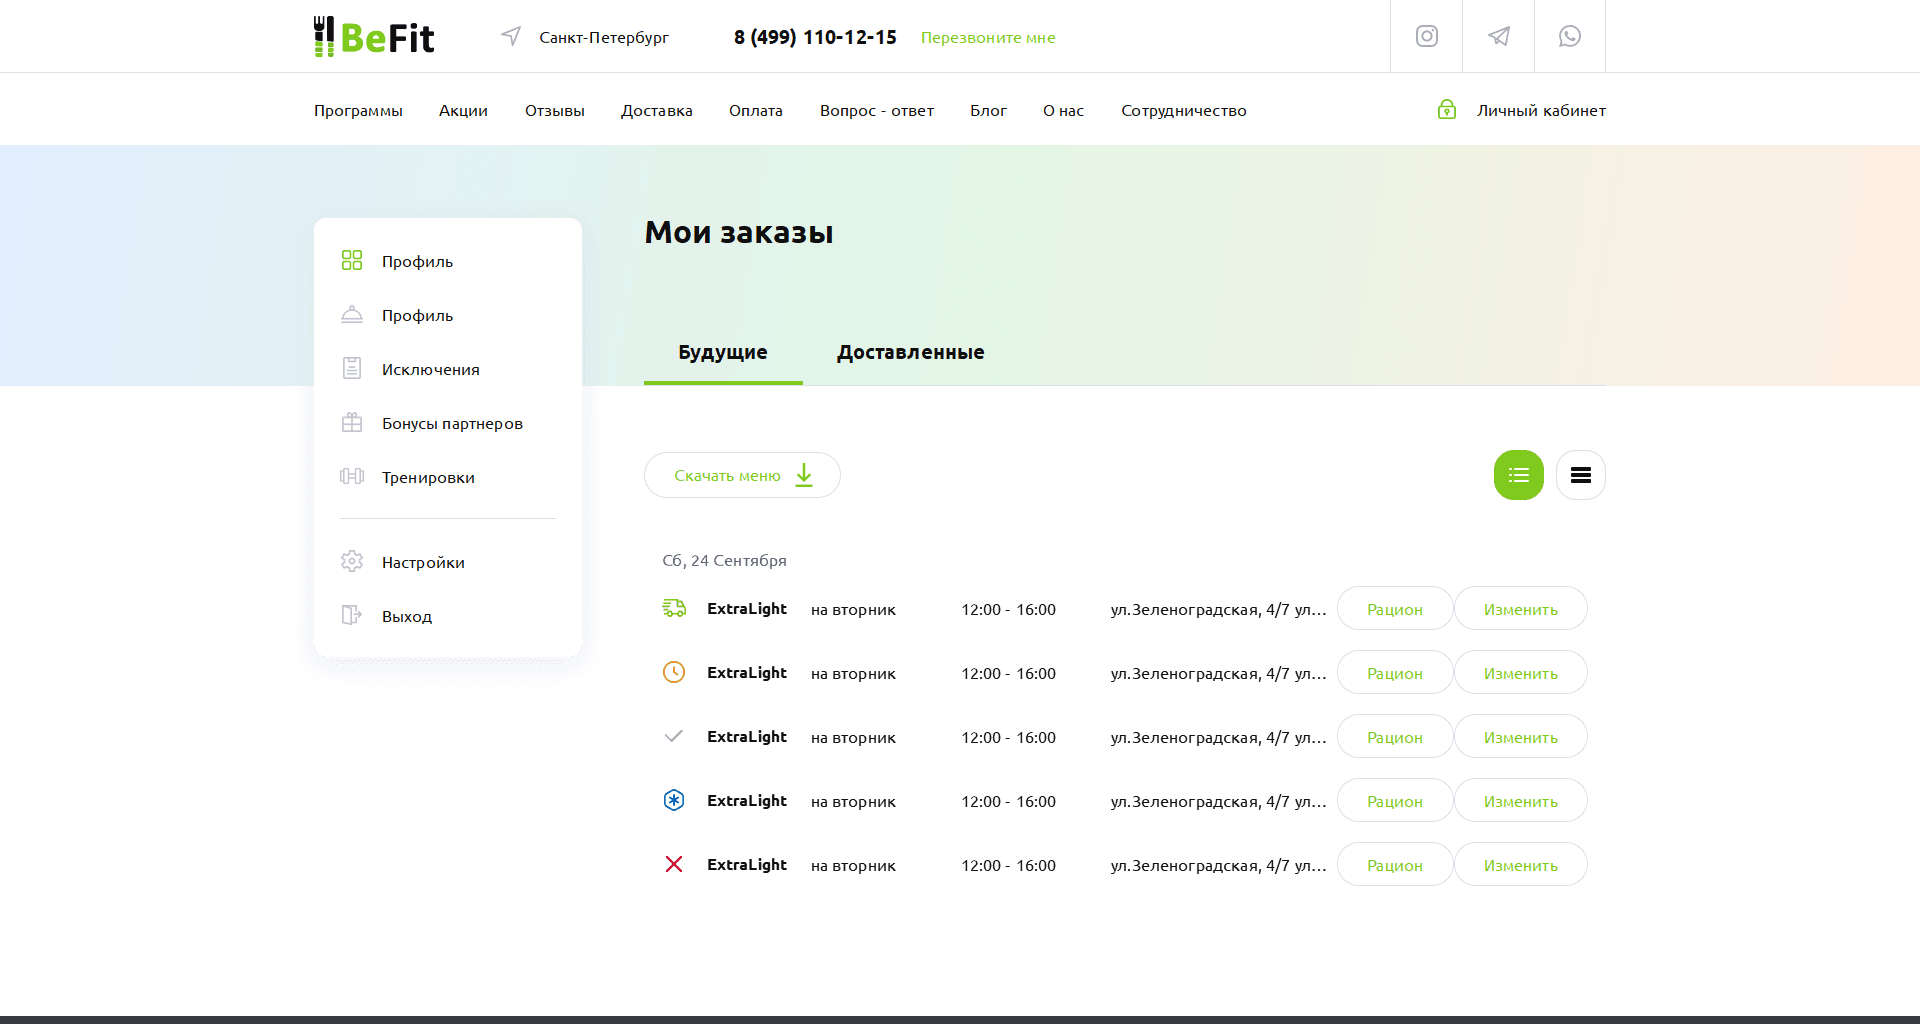 BeFit
Санкт-Петербург
8 (499) 110-12-15
Перезвоните мне
Программы
Акции
Отзывы
Доставка
Оплата
Вопрос - ответ
Блог
О нас
Сотрудничество
Личный кабинет
Профиль
Профиль
Исключения
Бонусы партнеров
Тренировки
Настройки
Выход
Мои заказы
Будущие
Доставленные
Скачать меню
Сб, 24 Сентября
ExtraLight на вторник 12:00 - 16:00 ул.Зеленоградская, 4/7 ул... Рацион Изменить
ExtraLight на вторник 12:00 - 16:00 ул.Зеленоградская, 4/7 ул... Рацион Изменить
ExtraLight на вторник 12:00 - 16:00 ул.Зеленоградская, 4/7 ул... Рацион Изменить
ExtraLight на вторник 12:00 - 16:00 ул.Зеленоградская, 4/7 ул... Рацион Изменить
ExtraLight на вторник 12:00 - 16:00 ул.Зеленоградская, 4/7 ул... Рацион Изменить